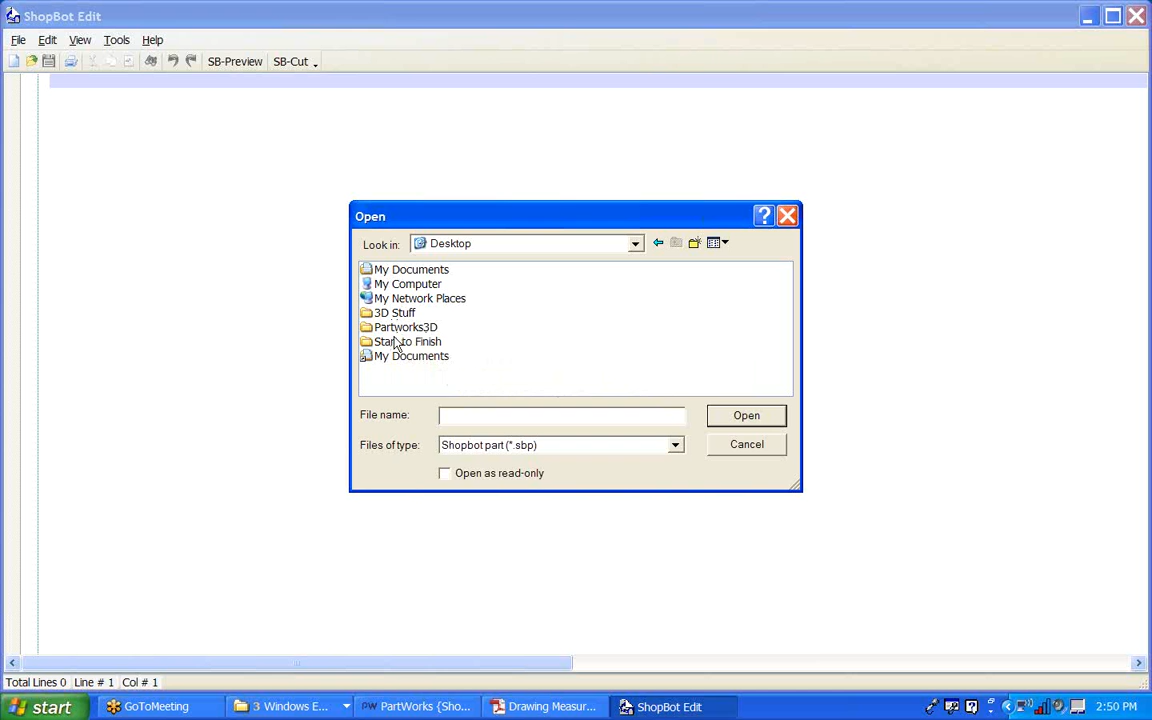 ShopBot Edit
File Edit View Tools Help
SB-Preview SB-Cut
Open
Look in: Desktop
My Documents
My Computer
My Network Places
3D Stuff
Partworks3D
Start to Finish
My Documents
File name: Open
Files of type: Shopbot part (*.sbp) Cancel
Open as read-only
Total Lines 0 Line # 1 Col # 1
start GoToMeeting 3 Windows E... PartWorks {Sho... Drawing Measur... ShopBot Edit 2:50 PM